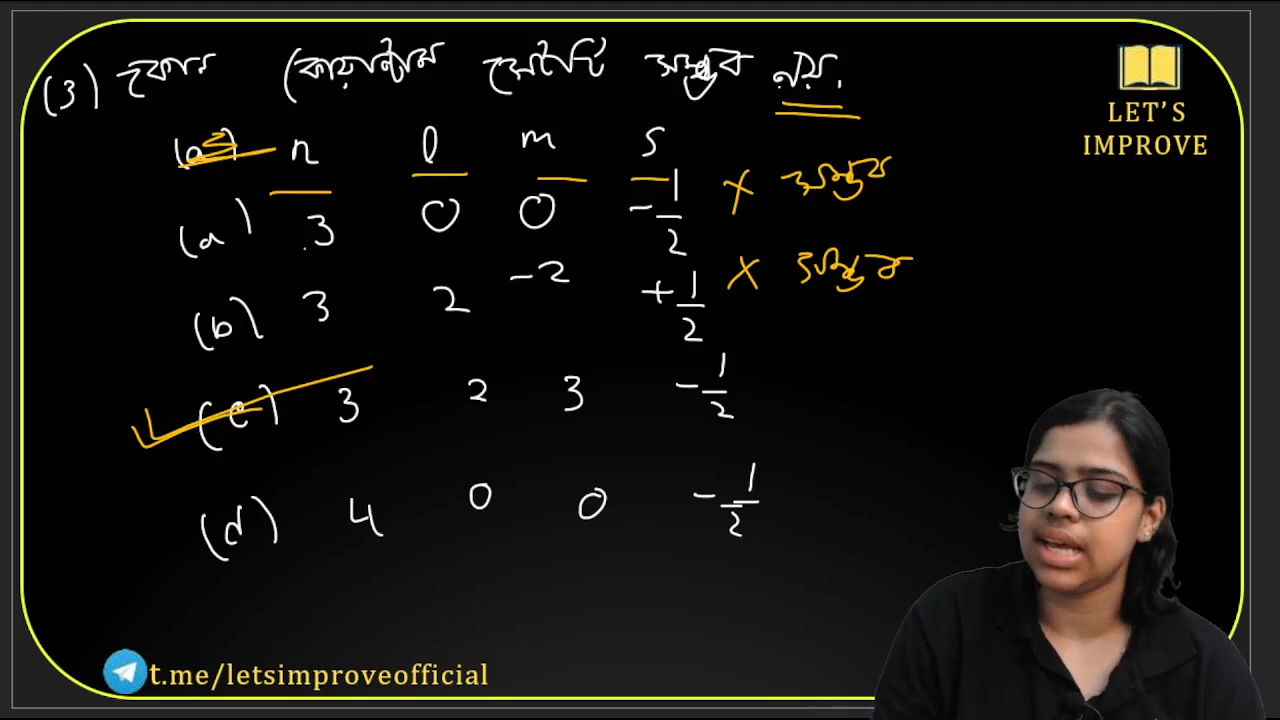 (3) কোন কোয়ান্টাম সেটটি সম্ভব নয়.
LET'S
IMPROVE
n l m s
(a) 3 0 0 -1/2 × সম্ভব
(b) 3 2 -2 +1/2 × সম্ভব
(c) 3 2 3 -1/2
(d) 4 0 0 -1/2
t.me/letsimproveofficial